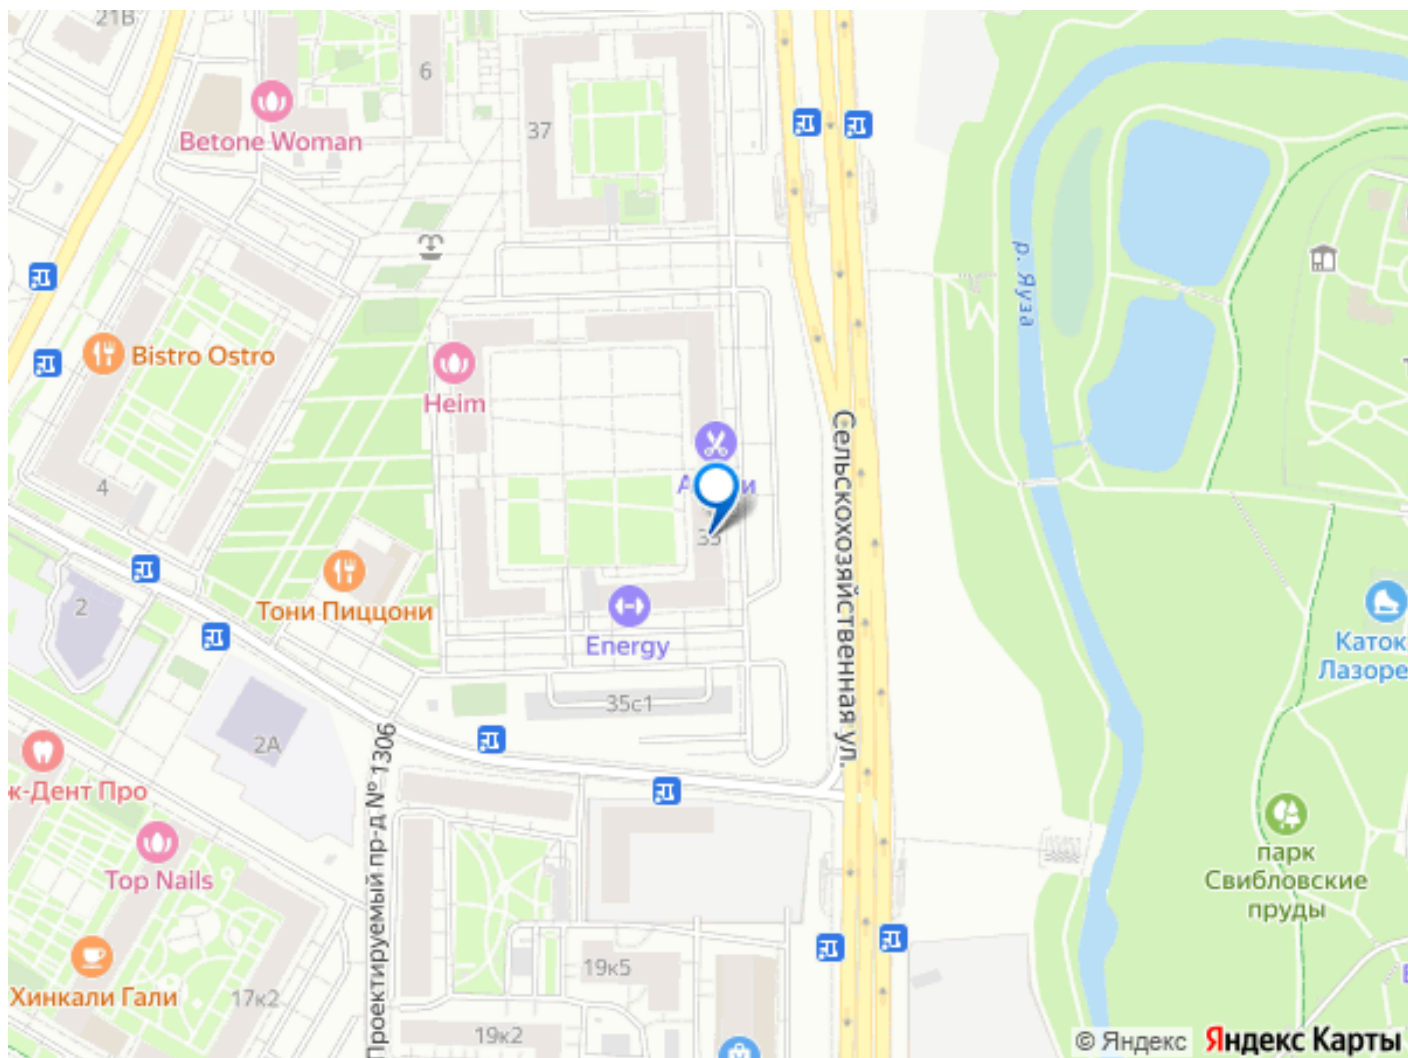 21В
6
37
Betone Woman
р. Яуза
Bistro Ostro
Heim
Сельскохозяйственная ул.
4
35
Тони Пиццони
2
Energy
Каток
Лазоре
35с1
2А
Проектируемый пр-д № 1306
ж-Дент Про
Top Nails
парк
Свибловские
пруды
Хинкали Гали
17к2
19к5
19к2
© Яндекс Яндекс Карты